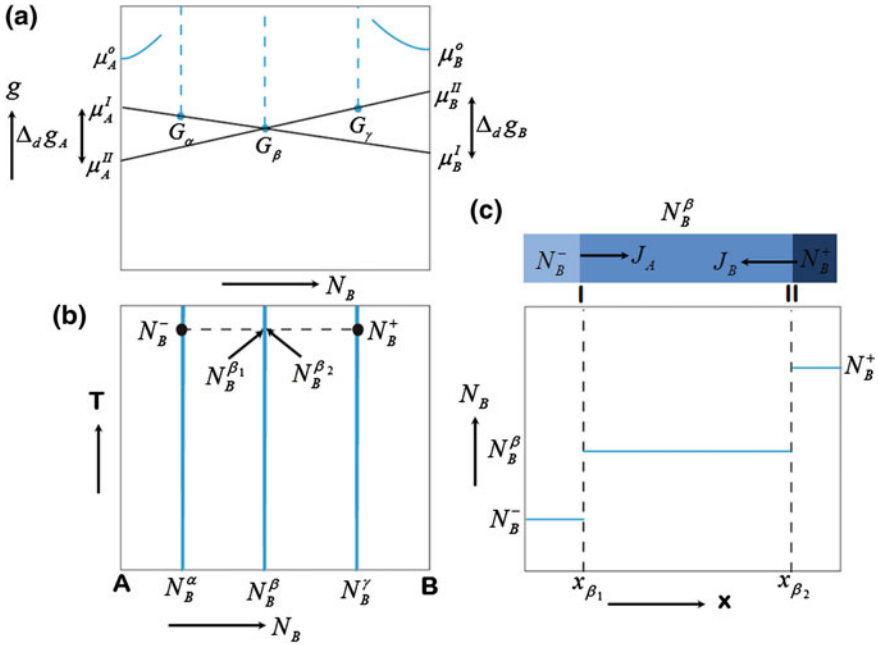 (a)
μ_A^o
μ_B^o
g
μ_A^I
μ_B^II
Δ_d g_A
G_α
G_β
G_γ
Δ_d g_B
μ_A^II
μ_B^I
N_B
(b)
N_B^-
N_B^+
N_B^β1
N_B^β2
T
A
N_B^α
N_B^β
N_B^γ
B
N_B
(c)
N_B^β
N_B^- J_A J_B N_B^+
I II
N_B
N_B^+
N_B^β
N_B^-
x_β1
x
x_β2